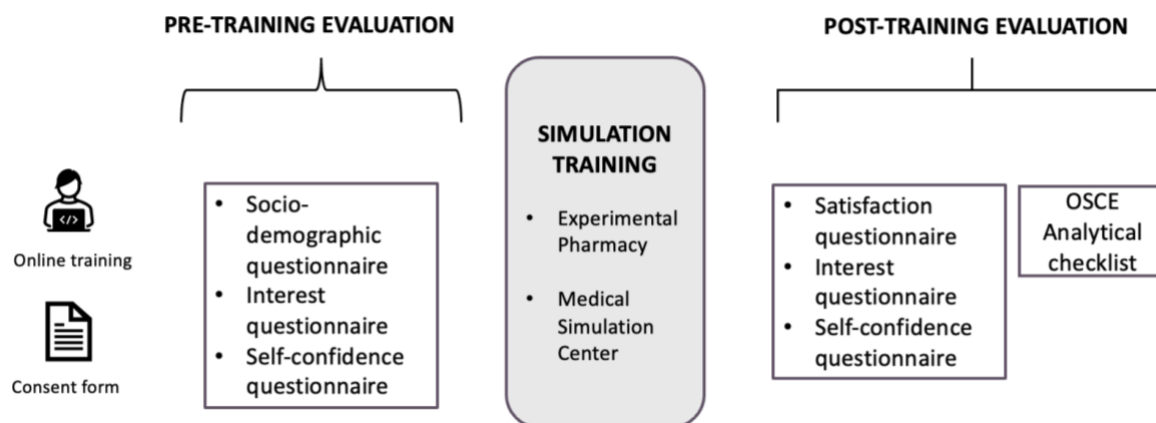 PRE-TRAINING EVALUATION
POST-TRAINING EVALUATION
</>
Online training
Consent form
• Socio-
demographic
questionnaire
• Interest
questionnaire
• Self-confidence
questionnaire
SIMULATION
TRAINING
• Experimental
Pharmacy
• Medical
Simulation
Center
• Satisfaction
questionnaire
• Interest
questionnaire
• Self-confidence
questionnaire
OSCE
Analytical
checklist